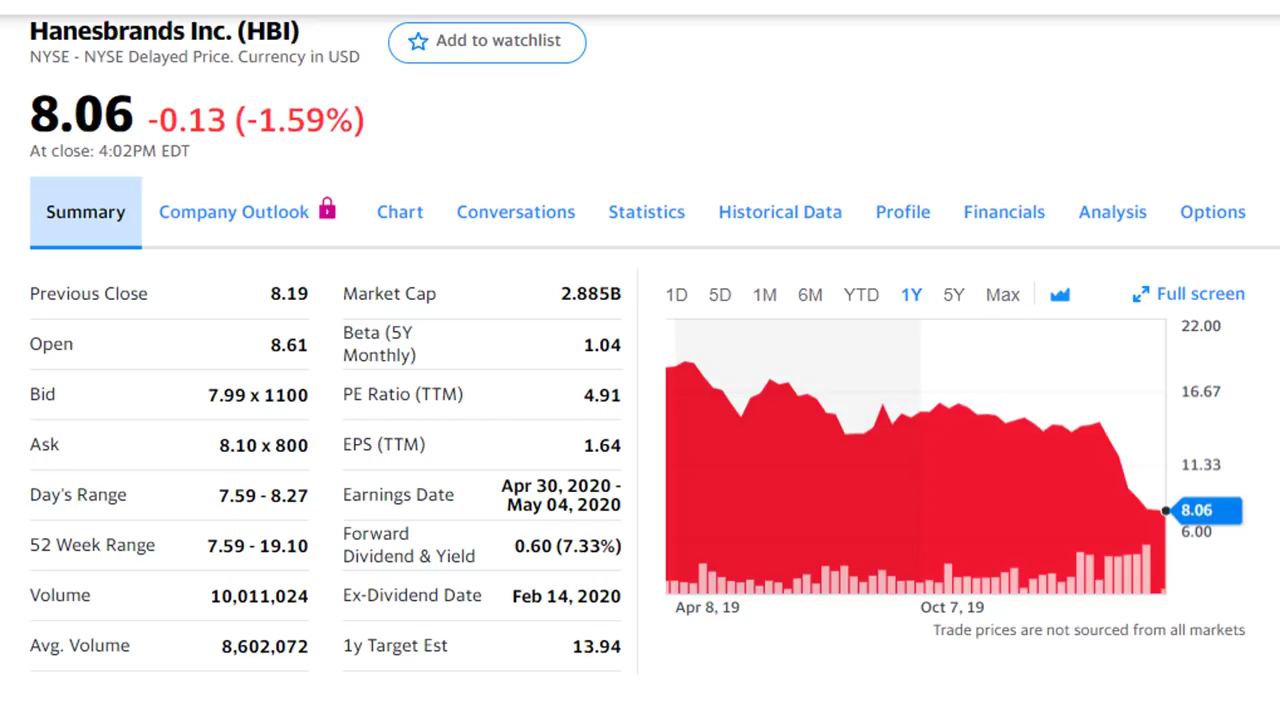 Hanesbrands Inc. (HBI)
NYSE - NYSE Delayed Price. Currency in USD
Add to watchlist
8.06 -0.13 (-1.59%)
At close: 4:02PM EDT
Summary Company Outlook Chart Conversations Statistics Historical Data Profile Financials Analysis Options
Previous Close 8.19
Open 8.61
Bid 7.99 x 1100
Ask 8.10 x 800
Day's Range 7.59 - 8.27
52 Week Range 7.59 - 19.10
Volume 10,011,024
Avg. Volume 8,602,072
Market Cap 2.885B
Beta (5Y
Monthly) 1.04
PE Ratio (TTM) 4.91
EPS (TTM) 1.64
Earnings Date Apr 30, 2020 -
May 04, 2020
Forward
Dividend & Yield 0.60 (7.33%)
Ex-Dividend Date Feb 14, 2020
1y Target Est 13.94
1D 5D 1M 6M YTD 1Y 5Y Max Full screen
22.00
16.67
11.33
8.06
6.00
Apr 8, 19 Oct 7, 19
Trade prices are not sourced from all markets